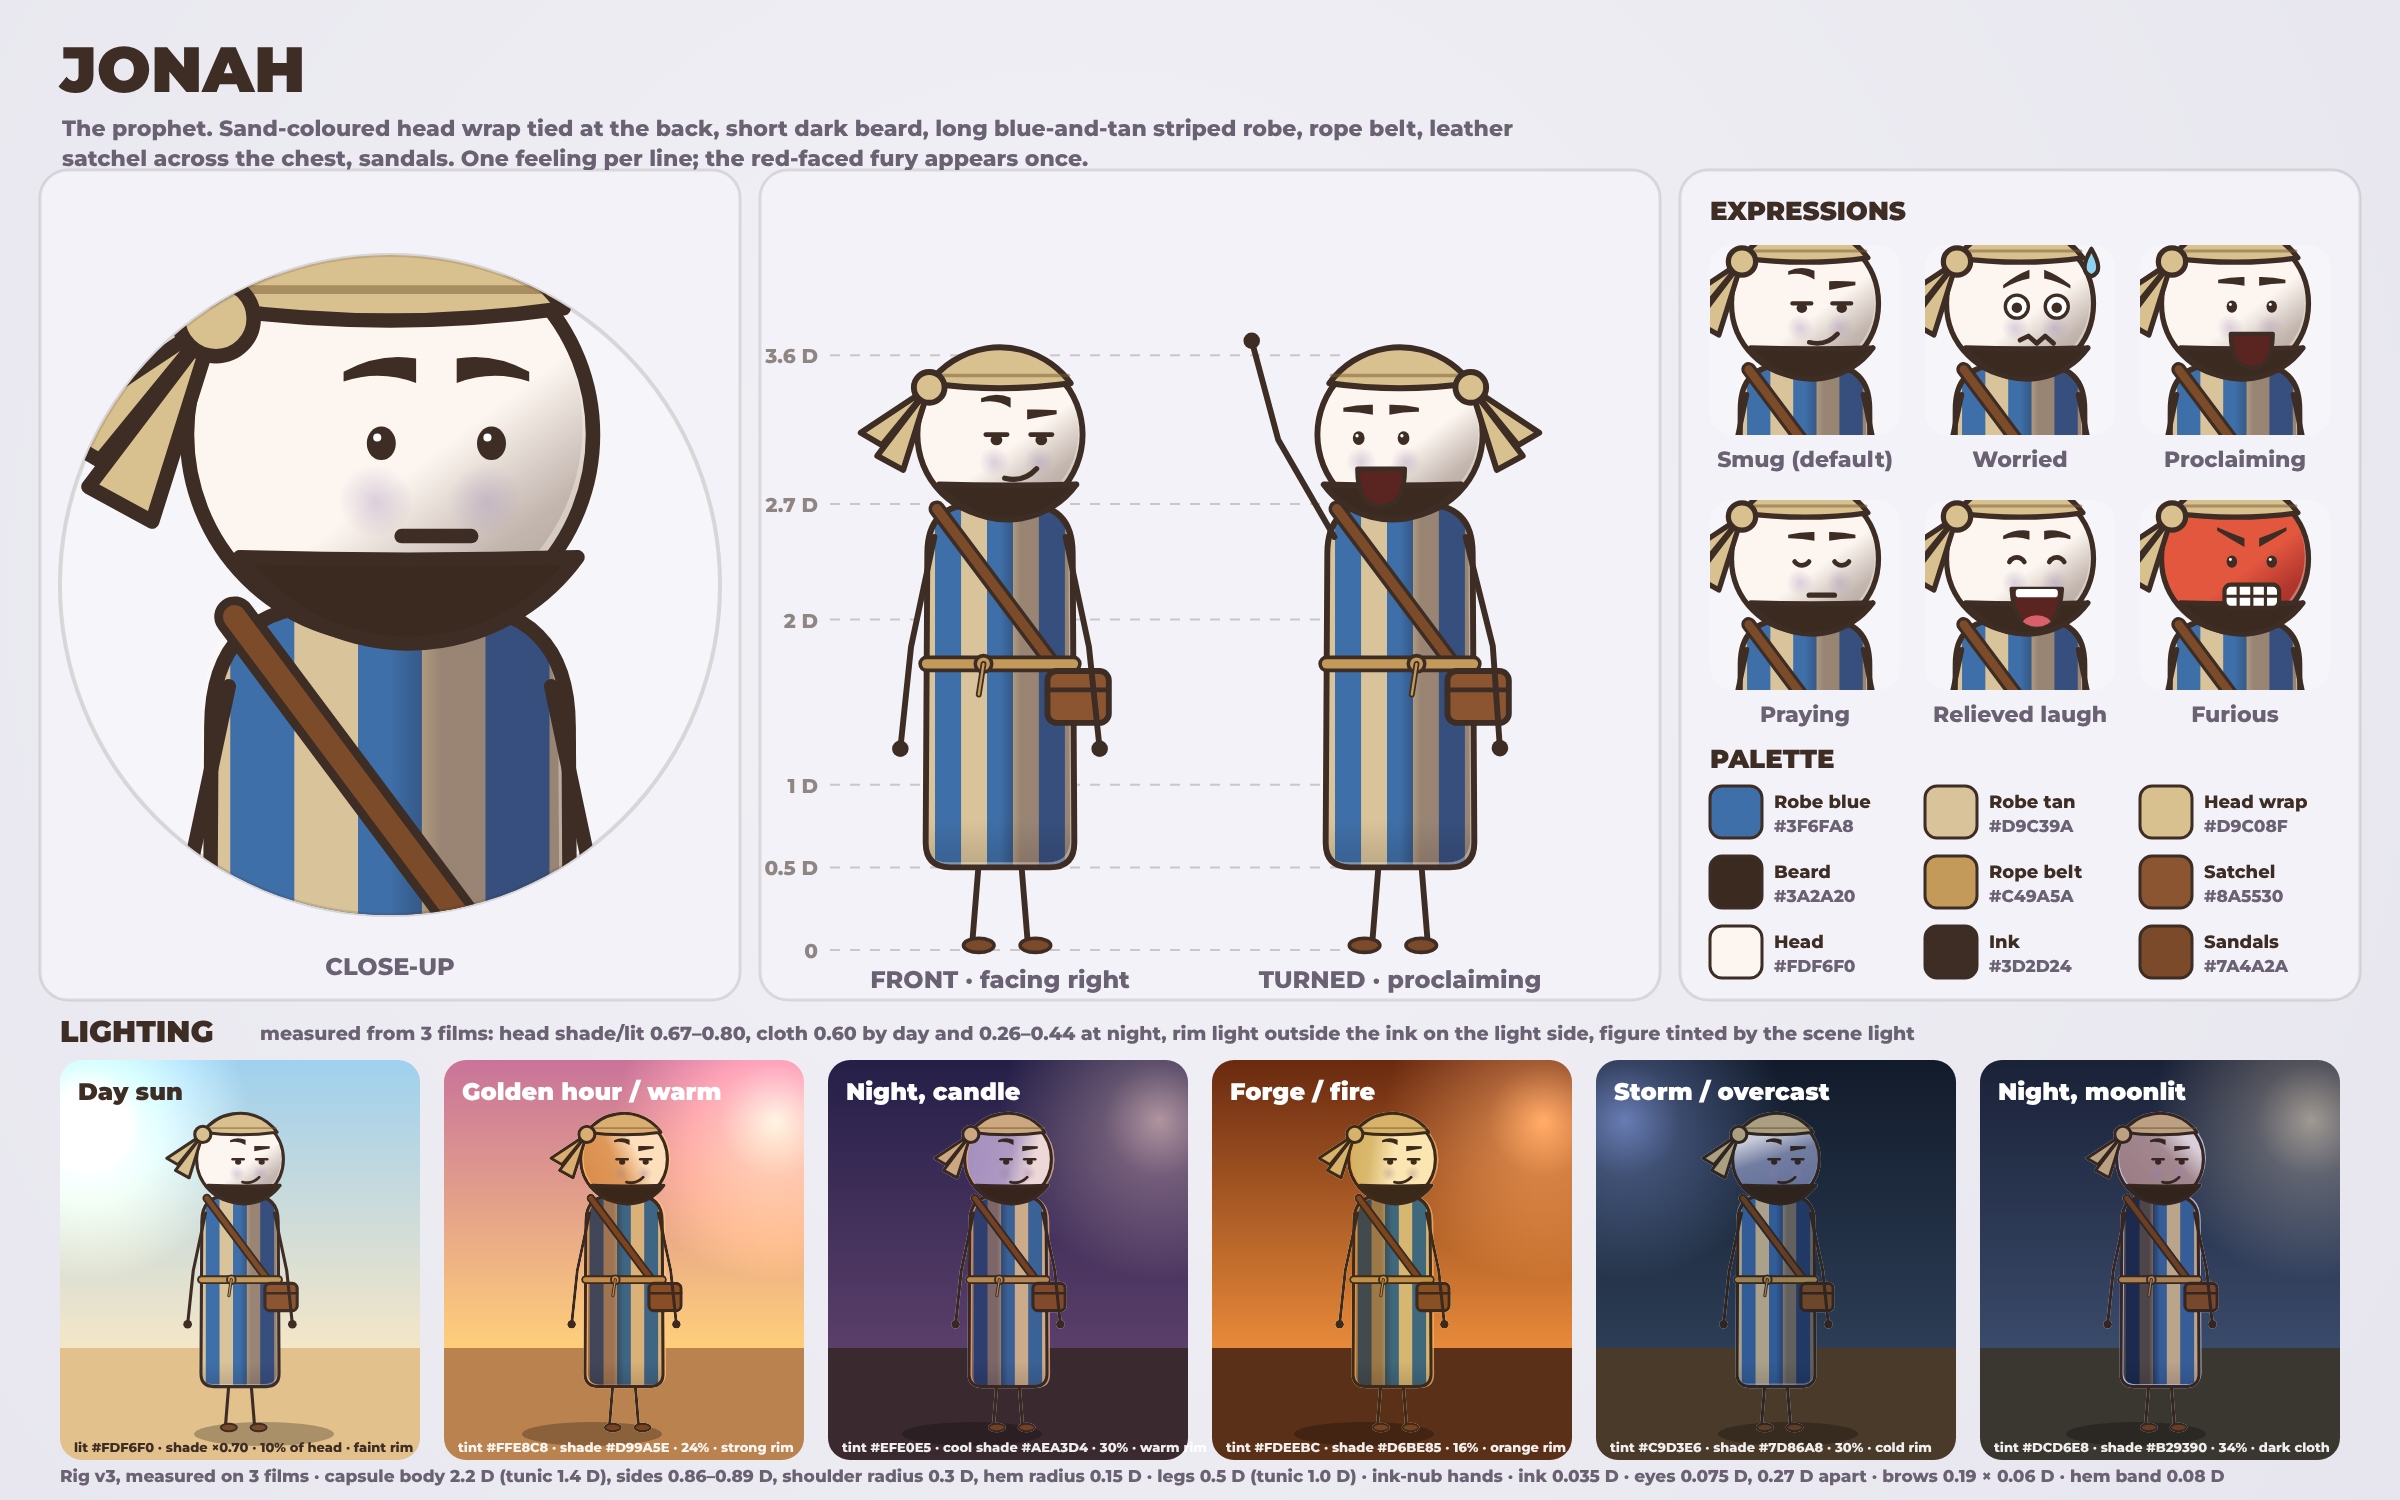 JONAH
The prophet. Sand-coloured head wrap tied at the back, short dark beard, long blue-and-tan striped robe, rope belt, leather
satchel across the chest, sandals. One feeling per line; the red-faced fury appears once.
CLOSE-UP
3.6 D
2.7 D
2 D
1 D
0.5 D
0
FRONT · facing right
TURNED · proclaiming
EXPRESSIONS
Smug (default)
Worried
Proclaiming
Praying
Relieved laugh
Furious
PALETTE
Robe blue
#3F6FA8
Robe tan
#D9C39A
Head wrap
#D9C08F
Beard
#3A2A20
Rope belt
#C49A5A
Satchel
#8A5530
Head
#FDF6F0
Ink
#3D2D24
Sandals
#7A4A2A
LIGHTING
measured from 3 films: head shade/lit 0.67–0.80, cloth 0.60 by day and 0.26–0.44 at night, rim light outside the ink on the light side, figure tinted by the scene light
Day sun
lit #FDF6F0 · shade ×0.70 · 10% of head · faint rim
Golden hour / warm
tint #FFE8C8 · shade #D99A5E · 24% · strong rim
Night, candle
tint #EFE0E5 · cool shade #AEA3D4 · 30% · warm rim
Forge / fire
tint #FDEEBC · shade #D6BE85 · 16% · orange rim
Storm / overcast
tint #C9D3E6 · shade #7D86A8 · 30% · cold rim
Night, moonlit
tint #DCD6E8 · shade #B29390 · 34% · dark cloth
Rig v3, measured on 3 films · capsule body 2.2 D (tunic 1.4 D), sides 0.86–0.89 D, shoulder radius 0.3 D, hem radius 0.15 D · legs 0.5 D (tunic 1.0 D) · ink-nub hands · ink 0.035 D · eyes 0.075 D, 0.27 D apart · brows 0.19 × 0.06 D · hem band 0.08 D